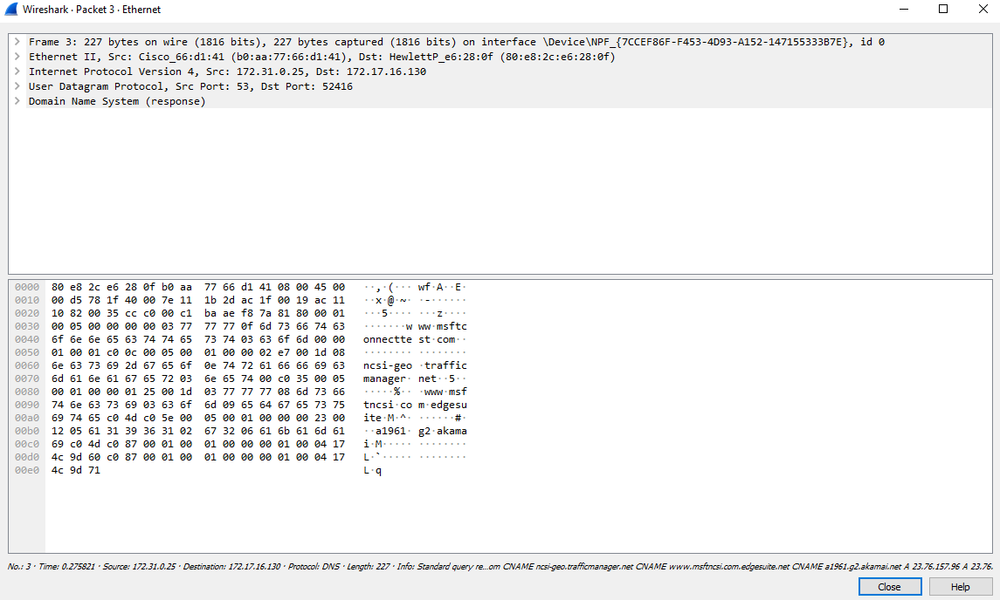 Wireshark · Packet 3 · Ethernet
Frame 3: 227 bytes on wire (1816 bits), 227 bytes captured (1816 bits) on interface \Device\NPF_{7CCEF86F-F453-4D93-A152-147155333B7E}, id 0
Ethernet II, Src: Cisco_66:d1:41 (b0:aa:77:66:d1:41), Dst: HewlettP_e6:28:0f (80:e8:2c:e6:28:0f)
Internet Protocol Version 4, Src: 172.31.0.25, Dst: 172.17.16.130
User Datagram Protocol, Src Port: 53, Dst Port: 52416
Domain Name System (response)
0000 80 e8 2c e6 28 0f b0 aa 77 66 d1 41 08 00 45 00 ··,·(··· wf·A··E·
0010 00 d5 78 1f 40 00 7e 11 1b 2d ac 1f 00 19 ac 11 ··x·@·~· ·-······
0020 10 82 00 35 cc c0 00 c1 ba ae f8 7a 81 80 00 01 ···5···· ···z····
0030 00 05 00 00 00 00 03 77 77 77 0f 6d 73 66 74 63 ·······w ww·msftc
0040 6f 6e 6e 65 63 74 74 65 73 74 03 63 6f 6d 00 00 onnectte st·com··
0050 01 00 01 c0 0c 00 05 00 01 00 00 02 e7 00 1d 08 ········ ········
0060 6e 63 73 69 2d 67 65 6f 0e 74 72 61 66 66 69 63 ncsi-geo ·traffic
0070 6d 61 6e 61 67 65 72 03 6e 65 74 00 c0 35 00 05 manager· net··5··
0080 00 01 00 00 01 25 00 1d 03 77 77 77 08 6d 73 66 ·····%·· ·www·msf
0090 74 6e 63 73 69 03 63 6f 6d 09 65 64 67 65 73 75 tncsi·co m·edgesu
00a0 69 74 65 c0 4d c0 5e 00 05 00 01 00 00 00 23 00 ite·M·^· ······#·
00b0 12 05 61 31 39 36 31 02 67 32 06 61 6b 61 6d 61 ··a1961· g2·akama
00c0 69 c0 4d c0 87 00 01 00 01 00 00 00 01 00 04 17 i·M····· ········
00d0 4c 9d 60 c0 87 00 01 00 01 00 00 00 01 00 04 17 L·`····· ········
00e0 4c 9d 71 L·q
No.: 3 · Time: 0.275821 · Source: 172.31.0.25 · Destination: 172.17.16.130 · Protocol: DNS · Length: 227 · Info: Standard query re...om CNAME ncsi-geo.trafficmanager.net CNAME www.msftncsi.com.edgesuite.net CNAME a1961.g2.akamai.net A 23.76.157.96 A 23.76.
Close Help